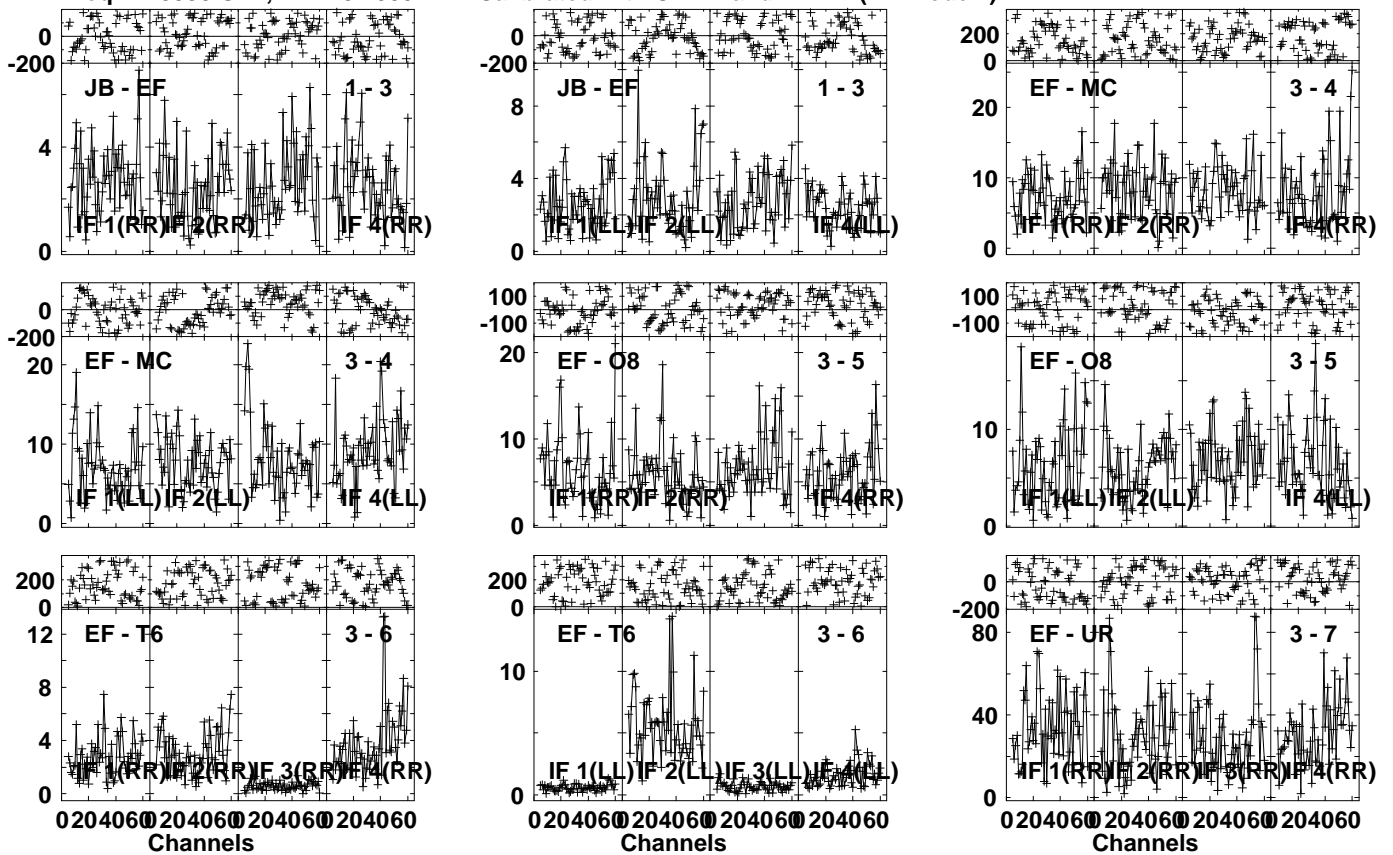 0
-200
JB - EF
1 - 3
4
0
IF 1(RR)
IF 2(RR)
IF 4(RR)
0
-200
JB - EF
1 - 3
8
4
0
IF 1(LL)
IF 2(LL)
IF 4(LL)
200
0
EF - MC
3 - 4
20
10
0
IF 1(RR)
IF 2(RR)
IF 4(RR)
0
-200
EF - MC
3 - 4
20
10
0
IF 1(LL)
IF 2(LL)
IF 4(LL)
100
-100
EF - O8
3 - 5
20
10
0
IF 1(RR)
IF 2(RR)
IF 4(RR)
100
-100
EF - O8
3 - 5
10
0
IF 1(LL)
IF 2(LL)
IF 4(LL)
200
0
EF - T6
3 - 6
12
8
4
0
IF 1(RR)
IF 2(RR)
IF 3(RR)
IF 4(RR)
0 20 40 60 0 20 40 60 0 20 40 60 0 20 40 60
Channels
200
0
EF - T6
3 - 6
10
0
IF 1(LL)
IF 2(LL)
IF 3(LL)
IF 4(LL)
0 20 40 60 0 20 40 60 0 20 40 60 0 20 40 60
Channels
0
-200
EF - UR
3 - 7
80
40
0
IF 1(RR)
IF 2(RR)
IF 3(RR)
IF 4(RR)
0 20 40 60 0 20 40 60 0 20 40 60 0 20 40 60
Channels